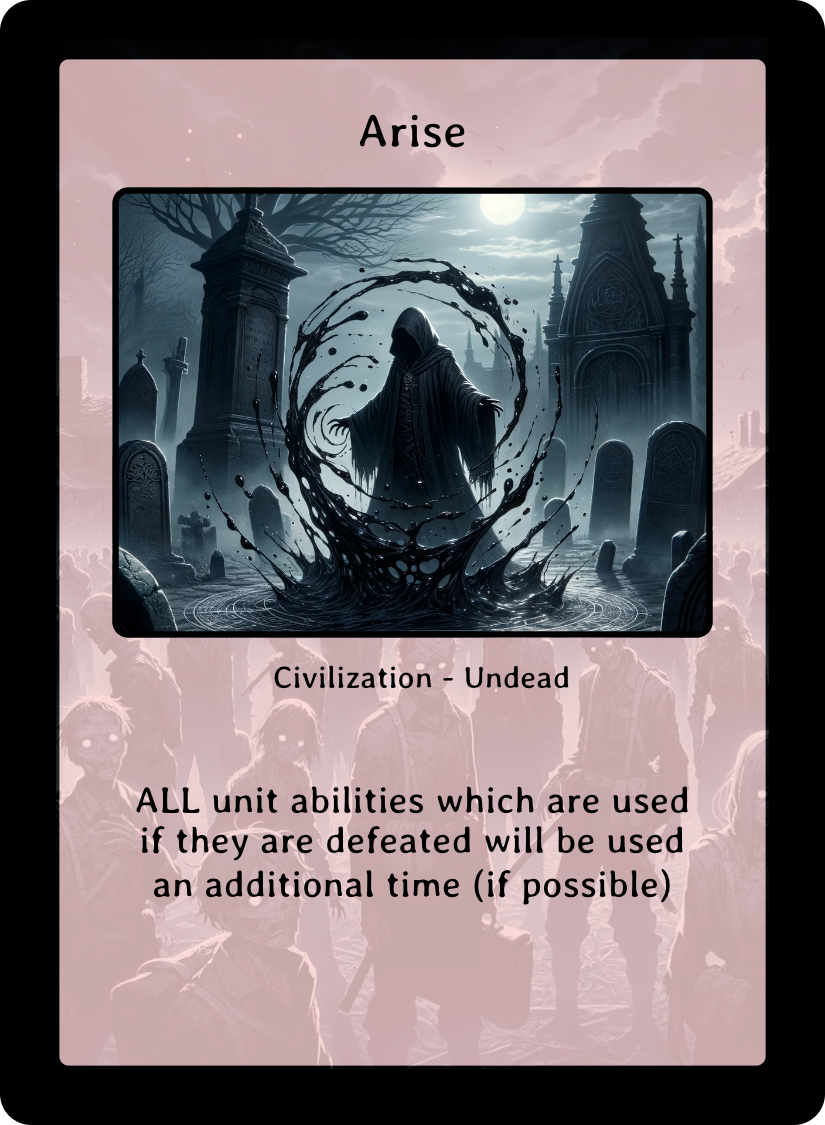 Arise
Civilization - Undead
ALL unit abilities which are used
if they are defeated will be used
an additional time (if possible)